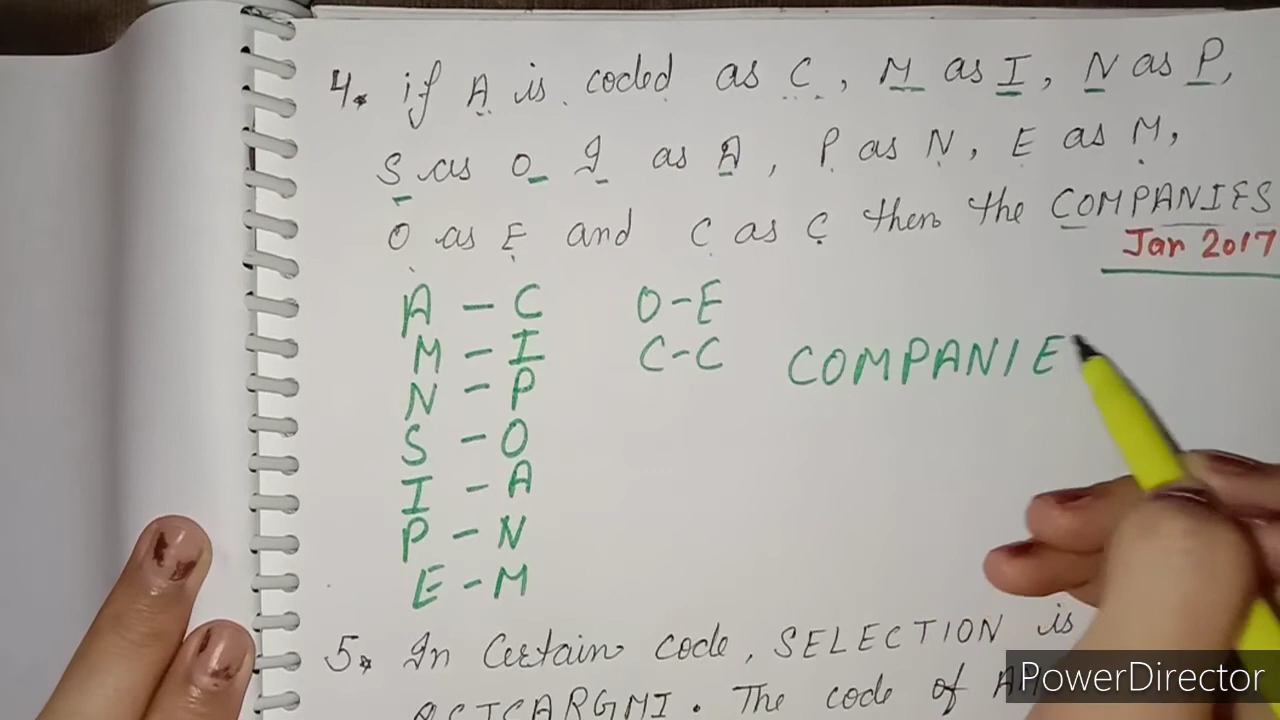 4. if A is coded as C, M as I, N as P,
S as O I as A, P as N, E as M,
O as E and C as C then the COMPANIES
Jan 2017
A – C O–E
M – I C–C COMPANIE
N – P
S – O
I – A
P – N
E – M
5. In Certain code, SELECTION is
The code of
PowerDirector